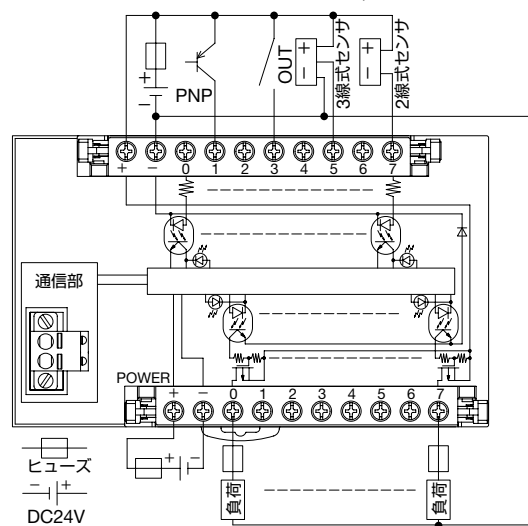 +
−
PNP
OUT
+
−
3線式センサ
+
−
2線式センサ
+ − 0 1 2 3 4 5 6 7
通信部
POWER
+ − 0 1 2 3 4 5 6 7
+ −
ヒューズ
− +
DC24V
負荷
負荷